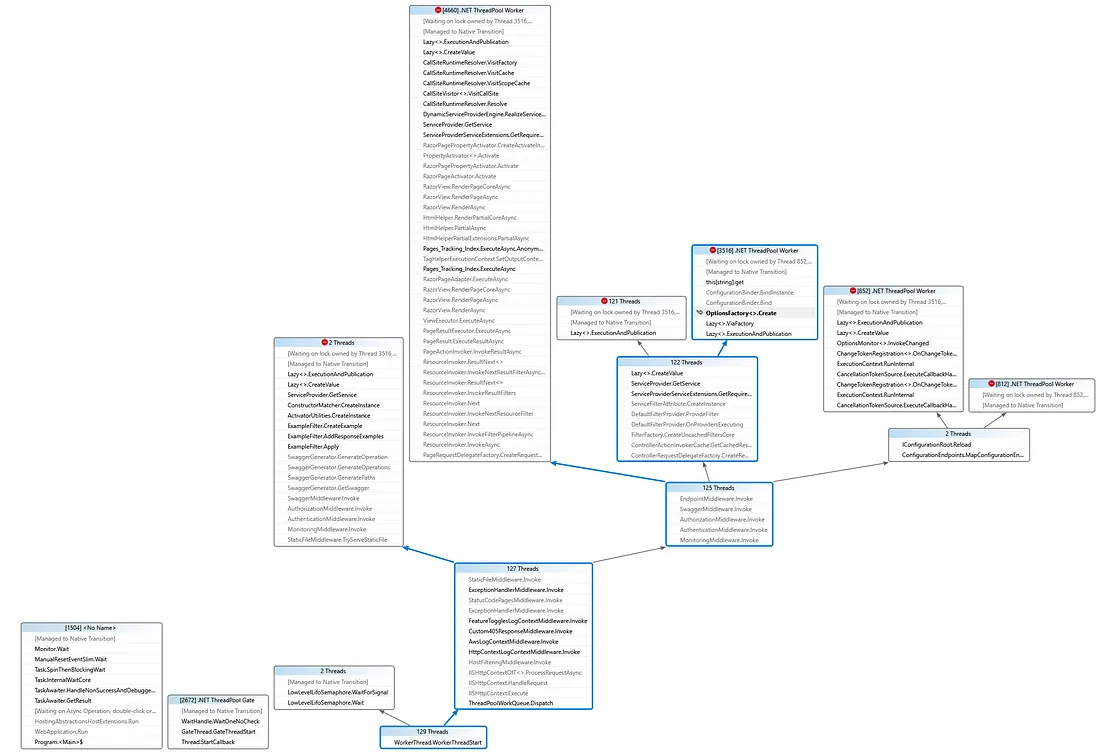 [4660] .NET ThreadPool Worker
[Waiting on lock owned by Thread 3516,...
[Managed to Native Transition]
Lazy<>.ExecutionAndPublication
Lazy<>.CreateValue
CallSiteRuntimeResolver.VisitFactory
CallSiteRuntimeResolver.VisitCache
CallSiteRuntimeResolver.VisitScopeCache
CallSiteVisitor<>.VisitCallSite
CallSiteRuntimeResolver.Resolve
DynamicServiceProviderEngine.RealizeService...
ServiceProvider.GetService
ServiceProviderServiceExtensions.GetRequire...
RazorPagePropertyActivator.CreateActivateIn...
PropertyActivator<>.Activate
RazorPagePropertyActivator.Activate
RazorPageActivator.Activate
RazorView.RenderPageCoreAsync
RazorView.RenderPageAsync
RazorView.RenderAsync
HtmlHelper.RenderPartialCoreAsync
HtmlHelper.PartialAsync
HtmlHelperPartialExtensions.PartialAsync
Pages_Tracking_Index.ExecuteAsync.Anonym...
TagHelperExecutionContext.SetOutputConte...
Pages_Tracking_Index.ExecuteAsync
RazorPageAdapter.ExecuteAsync
RazorView.RenderPageCoreAsync
RazorView.RenderPageAsync
RazorView.RenderAsync
ViewExecutor.ExecuteAsync
PageResultExecutor.ExecuteAsync
PageResult.ExecuteResultAsync
PageActionInvoker.InvokeResultAsync
ResourceInvoker.ResultNext<>
ResourceInvoker.InvokeNextResultFilterAsync...
ResourceInvoker.ResultNext<>
ResourceInvoker.InvokeResultFilters
ResourceInvoker.Next
ResourceInvoker.InvokeNextResourceFilter
ResourceInvoker.Next
ResourceInvoker.InvokeFilterPipelineAsync
ResourceInvoker.InvokeAsync
PageRequestDelegateFactory.CreateRequest...
[3516] .NET ThreadPool Worker
[Waiting on lock owned by Thread 852,...
[Managed to Native Transition]
this[string].get
ConfigurationBinder.BindInstance
ConfigurationBinder.Bind
OptionsFactory<>.Create
Lazy<>.ViaFactory
Lazy<>.ExecutionAndPublication
121 Threads
[Waiting on lock owned by Thread 3516,...
[Managed to Native Transition]
Lazy<>.ExecutionAndPublication
[852] .NET ThreadPool Worker
[Waiting on lock owned by Thread 3516,...
[Managed to Native Transition]
Lazy<>.ExecutionAndPublication
Lazy<>.CreateValue
OptionsMonitor<>.InvokeChanged
ChangeTokenRegistration<>.OnChangeToke...
ExecutionContext.RunInternal
CancellationTokenSource.ExecuteCallbackHa...
ChangeTokenRegistration<>.OnChangeToke...
ExecutionContext.RunInternal
CancellationTokenSource.ExecuteCallbackHa...
2 Threads
[Waiting on lock owned by Thread 3516,...
[Managed to Native Transition]
Lazy<>.ExecutionAndPublication
Lazy<>.CreateValue
ServiceProvider.GetService
ConstructorMatcher.CreateInstance
ActivatorUtilities.CreateInstance
ExampleFilter.CreateExample
ExampleFilter.AddResponseExamples
ExampleFilter.Apply
SwaggerGenerator.GenerateOperation
SwaggerGenerator.GenerateOperations
SwaggerGenerator.GeneratePaths
SwaggerGenerator.GetSwagger
SwaggerMiddleware.Invoke
AuthorizationMiddleware.Invoke
AuthenticationMiddleware.Invoke
MonitoringMiddleware.Invoke
StaticFileMiddleware.TryServeStaticFile
122 Threads
Lazy<>.CreateValue
ServiceProvider.GetService
ServiceProviderServiceExtensions.GetRequire...
ServiceFilterAttribute.CreateInstance
DefaultFilterProvider.ProvideFilter
DefaultFilterProvider.OnProvidersExecuting
FilterFactory.CreateUncachedFiltersCore
ControllerActionInvokerCache.GetCachedRes...
ControllerRequestDelegateFactory.CreateRe...
[812] .NET ThreadPool Worker
[Waiting on lock owned by Thread 852,...
[Managed to Native Transition]
2 Threads
IConfigurationRoot.Reload
ConfigurationEndpoints.MapConfigurationEn...
125 Threads
EndpointMiddleware.Invoke
SwaggerMiddleware.Invoke
AuthorizationMiddleware.Invoke
AuthenticationMiddleware.Invoke
MonitoringMiddleware.Invoke
127 Threads
StaticFileMiddleware.Invoke
ExceptionHandlerMiddleware.Invoke
StatusCodePagesMiddleware.Invoke
ExceptionHandlerMiddleware.Invoke
FeatureTogglesLogContextMiddleware.Invoke
Custom405ResponseMiddleware.Invoke
AwsLogContextMiddleware.Invoke
HttpContextLogContextMiddleware.Invoke
HostFilteringMiddleware.Invoke
IISHttpContextOfT<>.ProcessRequestAsync
IISHttpContext.HandleRequest
IISHttpContext.Execute
ThreadPoolWorkQueue.Dispatch
[1504] <No Name>
[Managed to Native Transition]
Monitor.Wait
ManualResetEventSlim.Wait
Task.SpinThenBlockingWait
Task.InternalWaitCore
TaskAwaiter.HandleNonSuccessAndDebugge...
TaskAwaiter.GetResult
[Waiting on Async Operation, double-click or...
HostingAbstractionsHostExtensions.Run
WebApplication.Run
Program.<Main>$
[2672] .NET ThreadPool Gate
[Managed to Native Transition]
WaitHandle.WaitOneNoCheck
GateThread.GateThreadStart
Thread.StartCallback
2 Threads
[Managed to Native Transition]
LowLevelLifoSemaphore.WaitForSignal
LowLevelLifoSemaphore.Wait
129 Threads
WorkerThread.WorkerThreadStart